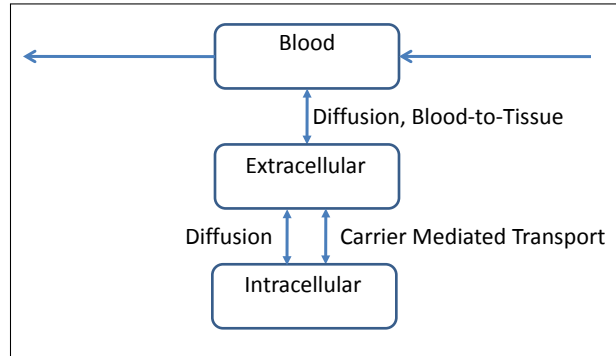 Blood
Diffusion, Blood-to-Tissue
Extracellular
Diffusion
Carrier Mediated Transport
Intracellular